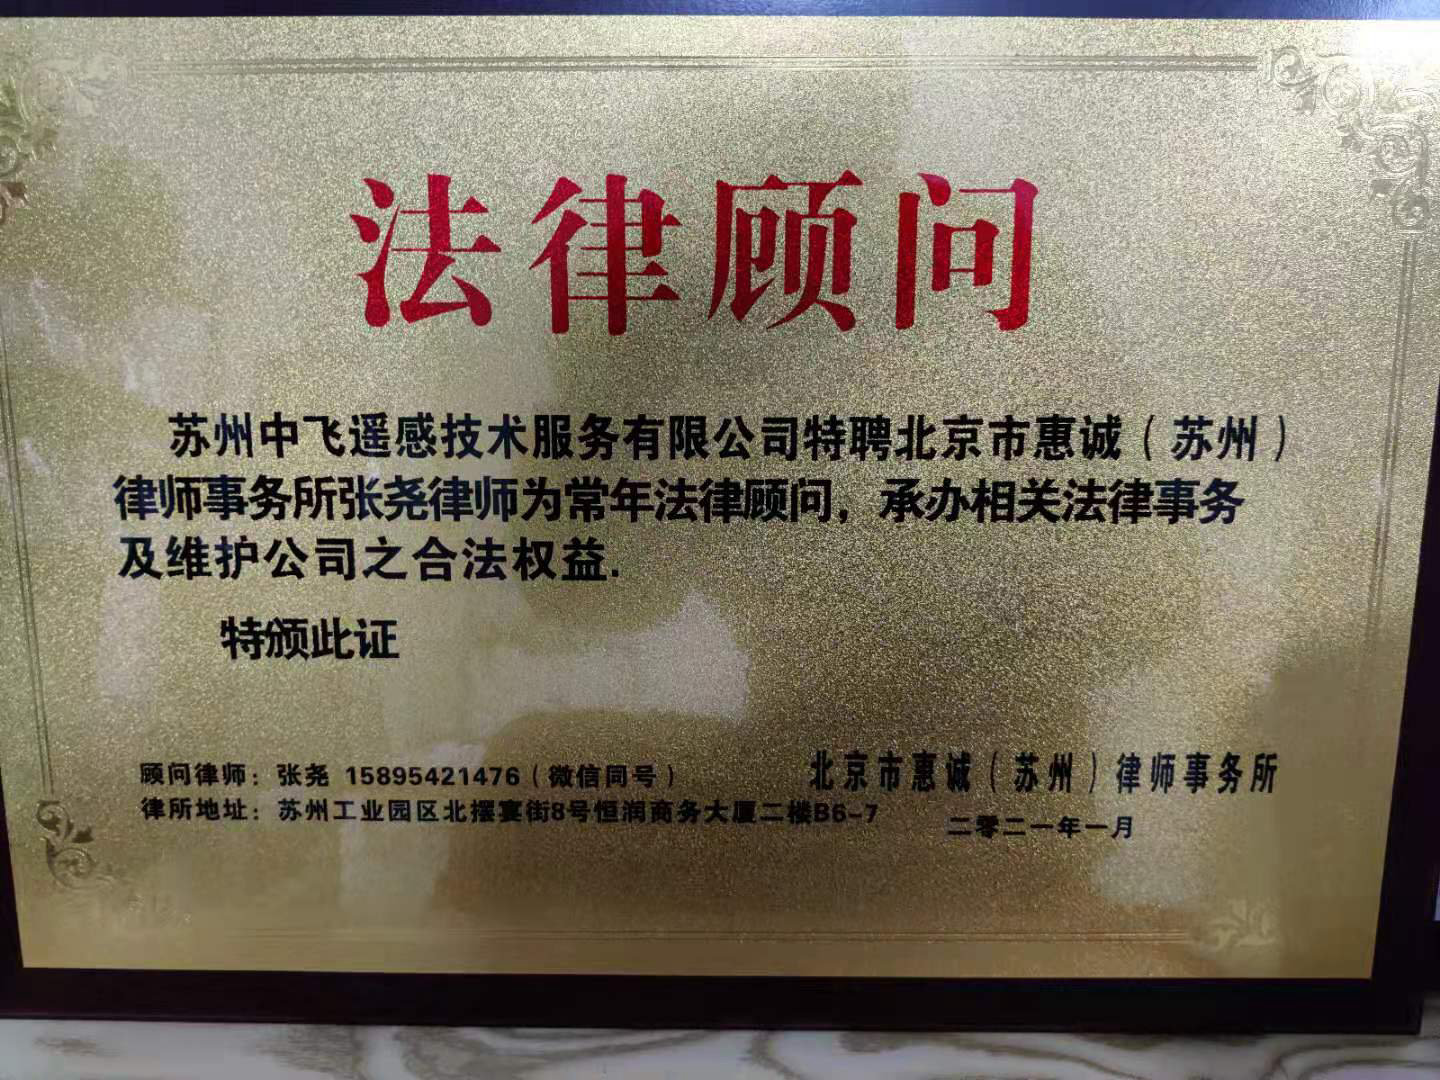 法律顾问
苏州中飞遥感技术服务有限公司特聘北京市惠诚（苏州）
律师事务所张尧律师为常年法律顾问，承办相关法律事务
及维护公司之合法权益.
特颁此证
顾问律师：张尧 15895421476（微信同号）
律所地址：苏州工业园区北摆宴街8号恒润商务大厦二楼B6-7
北京市惠诚（苏州）律师事务所
二零二一年一月